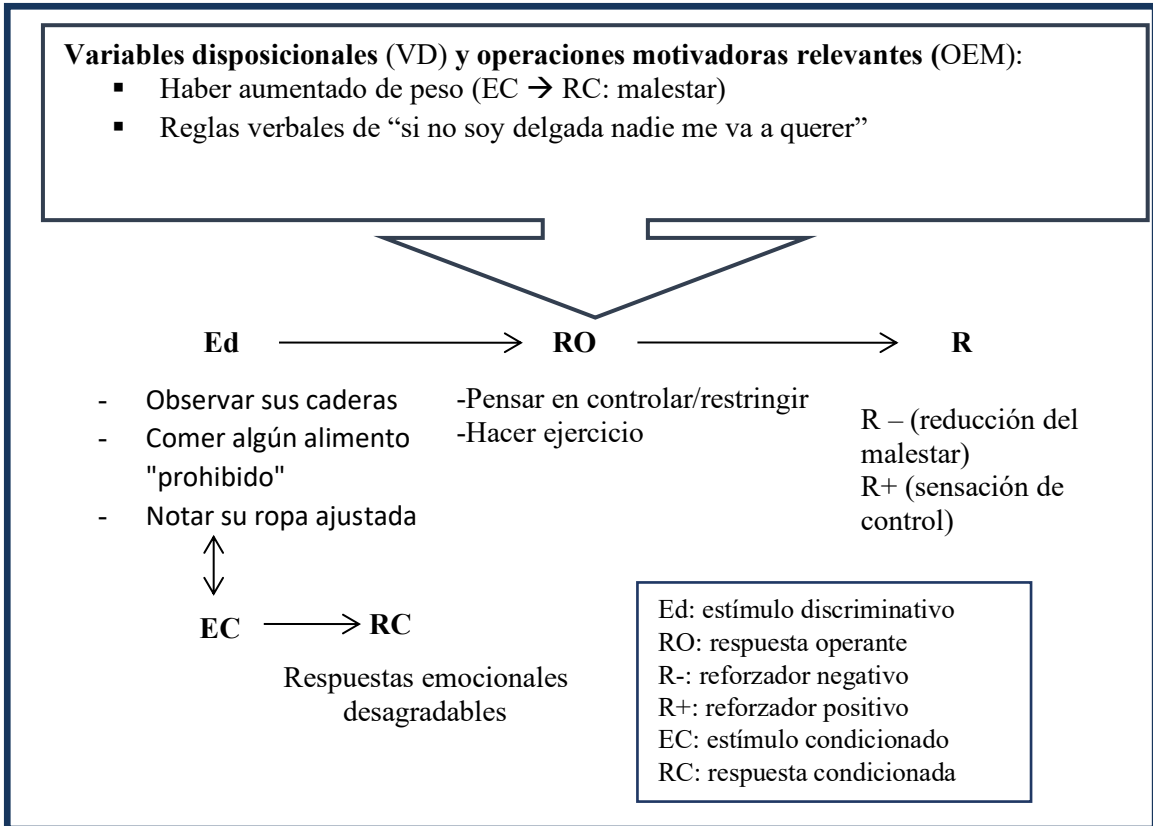 Variables disposicionales (VD) y operaciones motivadoras relevantes (OEM):
▪ Haber aumentado de peso (EC → RC: malestar)
▪ Reglas verbales de “si no soy delgada nadie me va a querer”
Ed → RO → R
- Observar sus caderas
- Comer algún alimento
"prohibido"
- Notar su ropa ajustada
-Pensar en controlar/restringir
-Hacer ejercicio
R – (reducción del
malestar)
R+ (sensación de
control)
EC → RC
Respuestas emocionales
desagradables
Ed: estímulo discriminativo
RO: respuesta operante
R-: reforzador negativo
R+: reforzador positivo
EC: estímulo condicionado
RC: respuesta condicionada